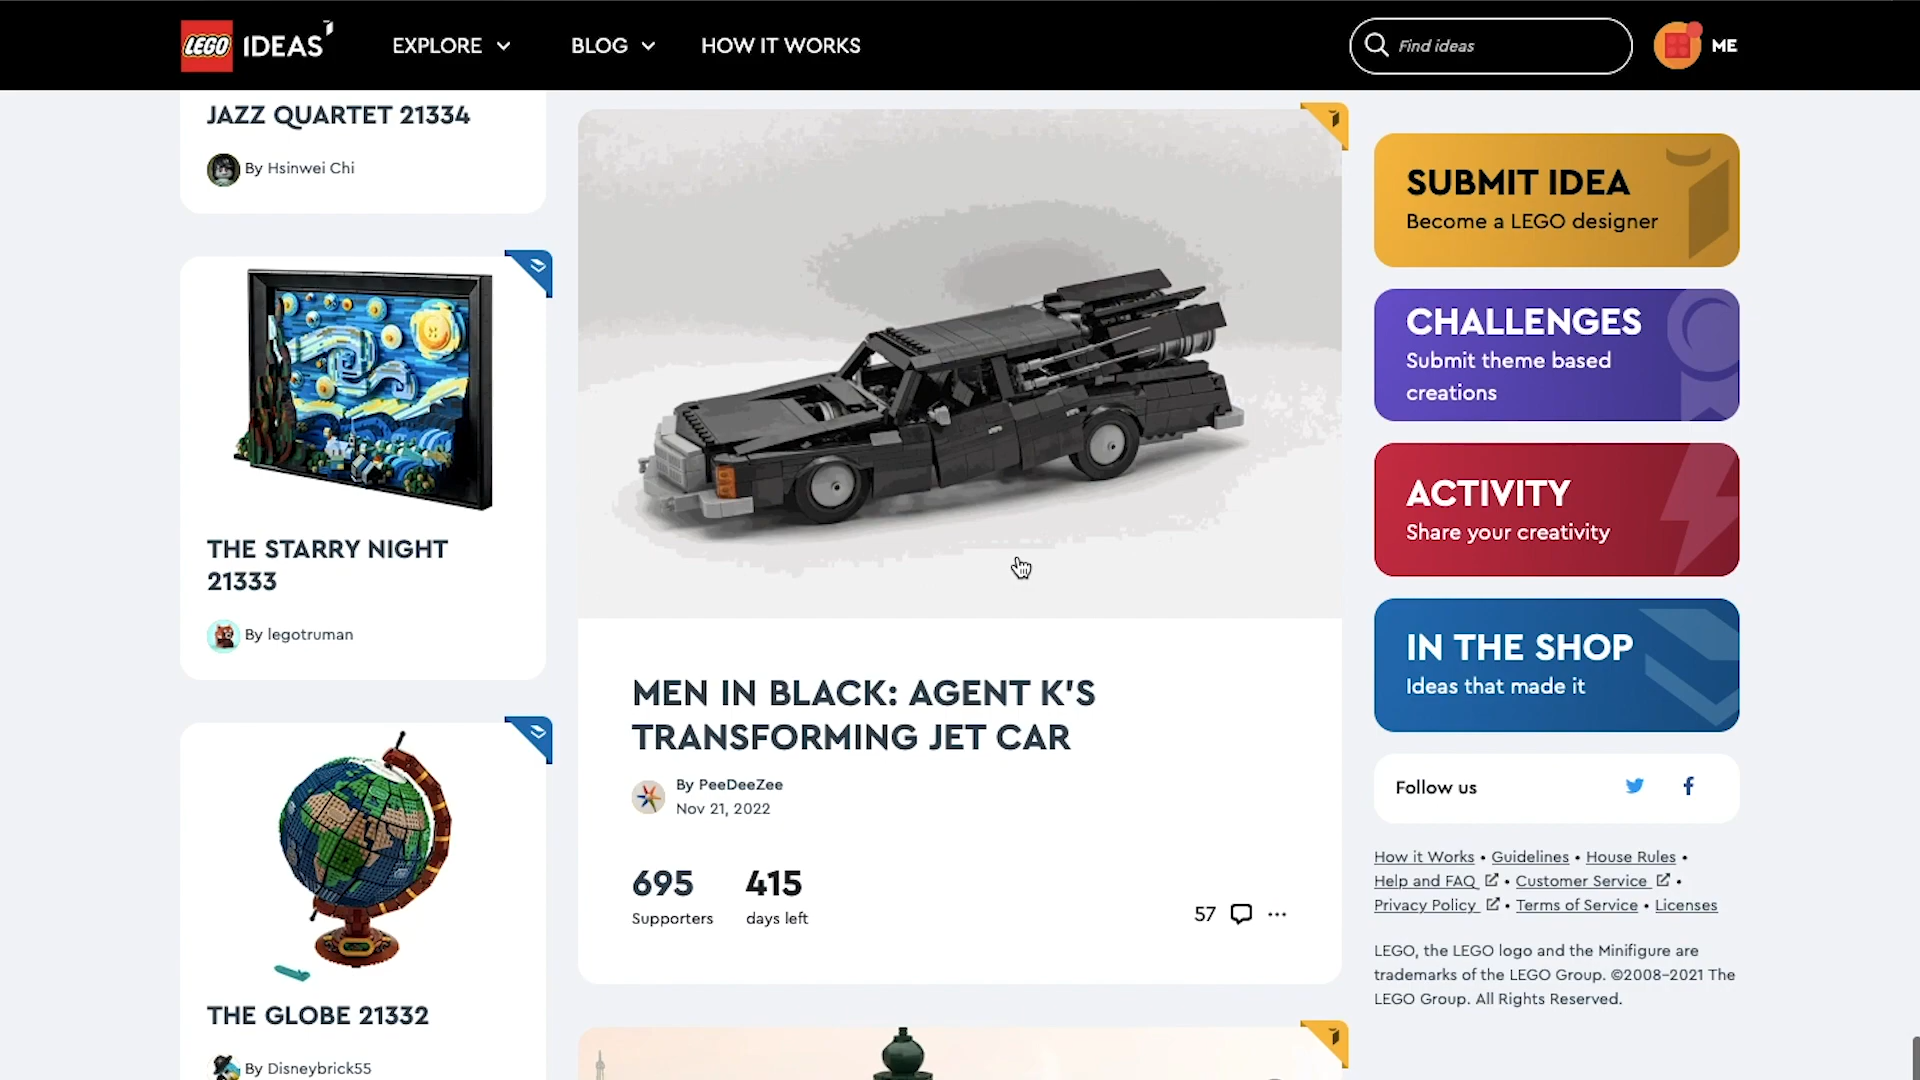 LEGO IDEAS
EXPLORE
BLOG
HOW IT WORKS
Find ideas
ME
JAZZ QUARTET 21334
By Hsinwei Chi
THE STARRY NIGHT
21333
By legotruman
THE GLOBE 21332
By Disneybrick55
MEN IN BLACK: AGENT K'S
TRANSFORMING JET CAR
By PeeDeeZee
Nov 21, 2022
695
Supporters
415
days left
57
SUBMIT IDEA
Become a LEGO designer
CHALLENGES
Submit theme based
creations
ACTIVITY
Share your creativity
IN THE SHOP
Ideas that made it
Follow us
How it Works • Guidelines • House Rules •
Help and FAQ • Customer Service •
Privacy Policy • Terms of Service • Licenses
LEGO, the LEGO logo and the Minifigure are
trademarks of the LEGO Group. ©2008-2021 The
LEGO Group. All Rights Reserved.